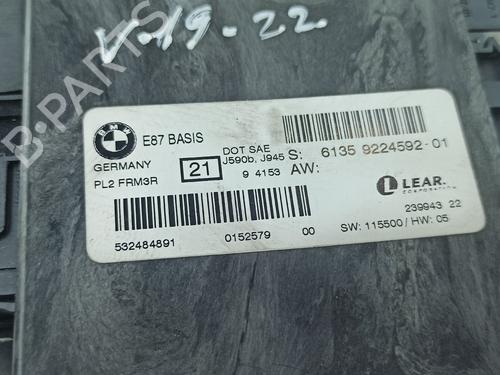 V-19-22
B-PARTS
BMW
E87 BASIS
GERMANY
PL2 FRM3R
21
DOT SAE
J590b, J945
9 4153
S: 6135 9224592-01
AW:
LEAR.
CORPORATION
239943 22
SW: 115500 / HW: 05
532484891 0152579 00